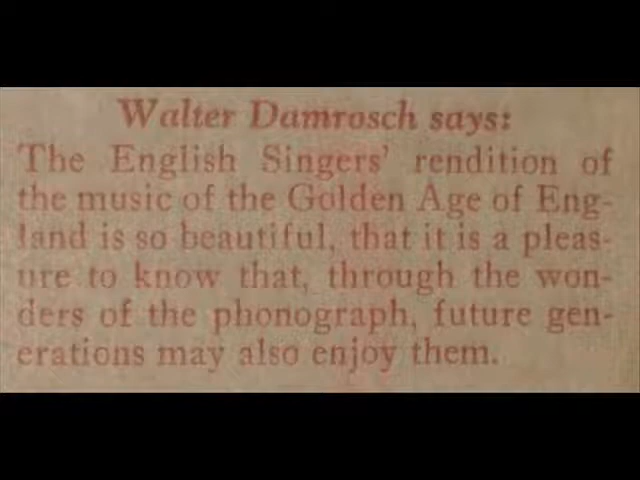 Walter Damrosch says:
The English Singers' rendition of
the music of the Golden Age of Eng-
land is so beautiful, that it is a pleas-
ure to know that, through the won-
ders of the phonograph, future gen-
erations may also enjoy them.